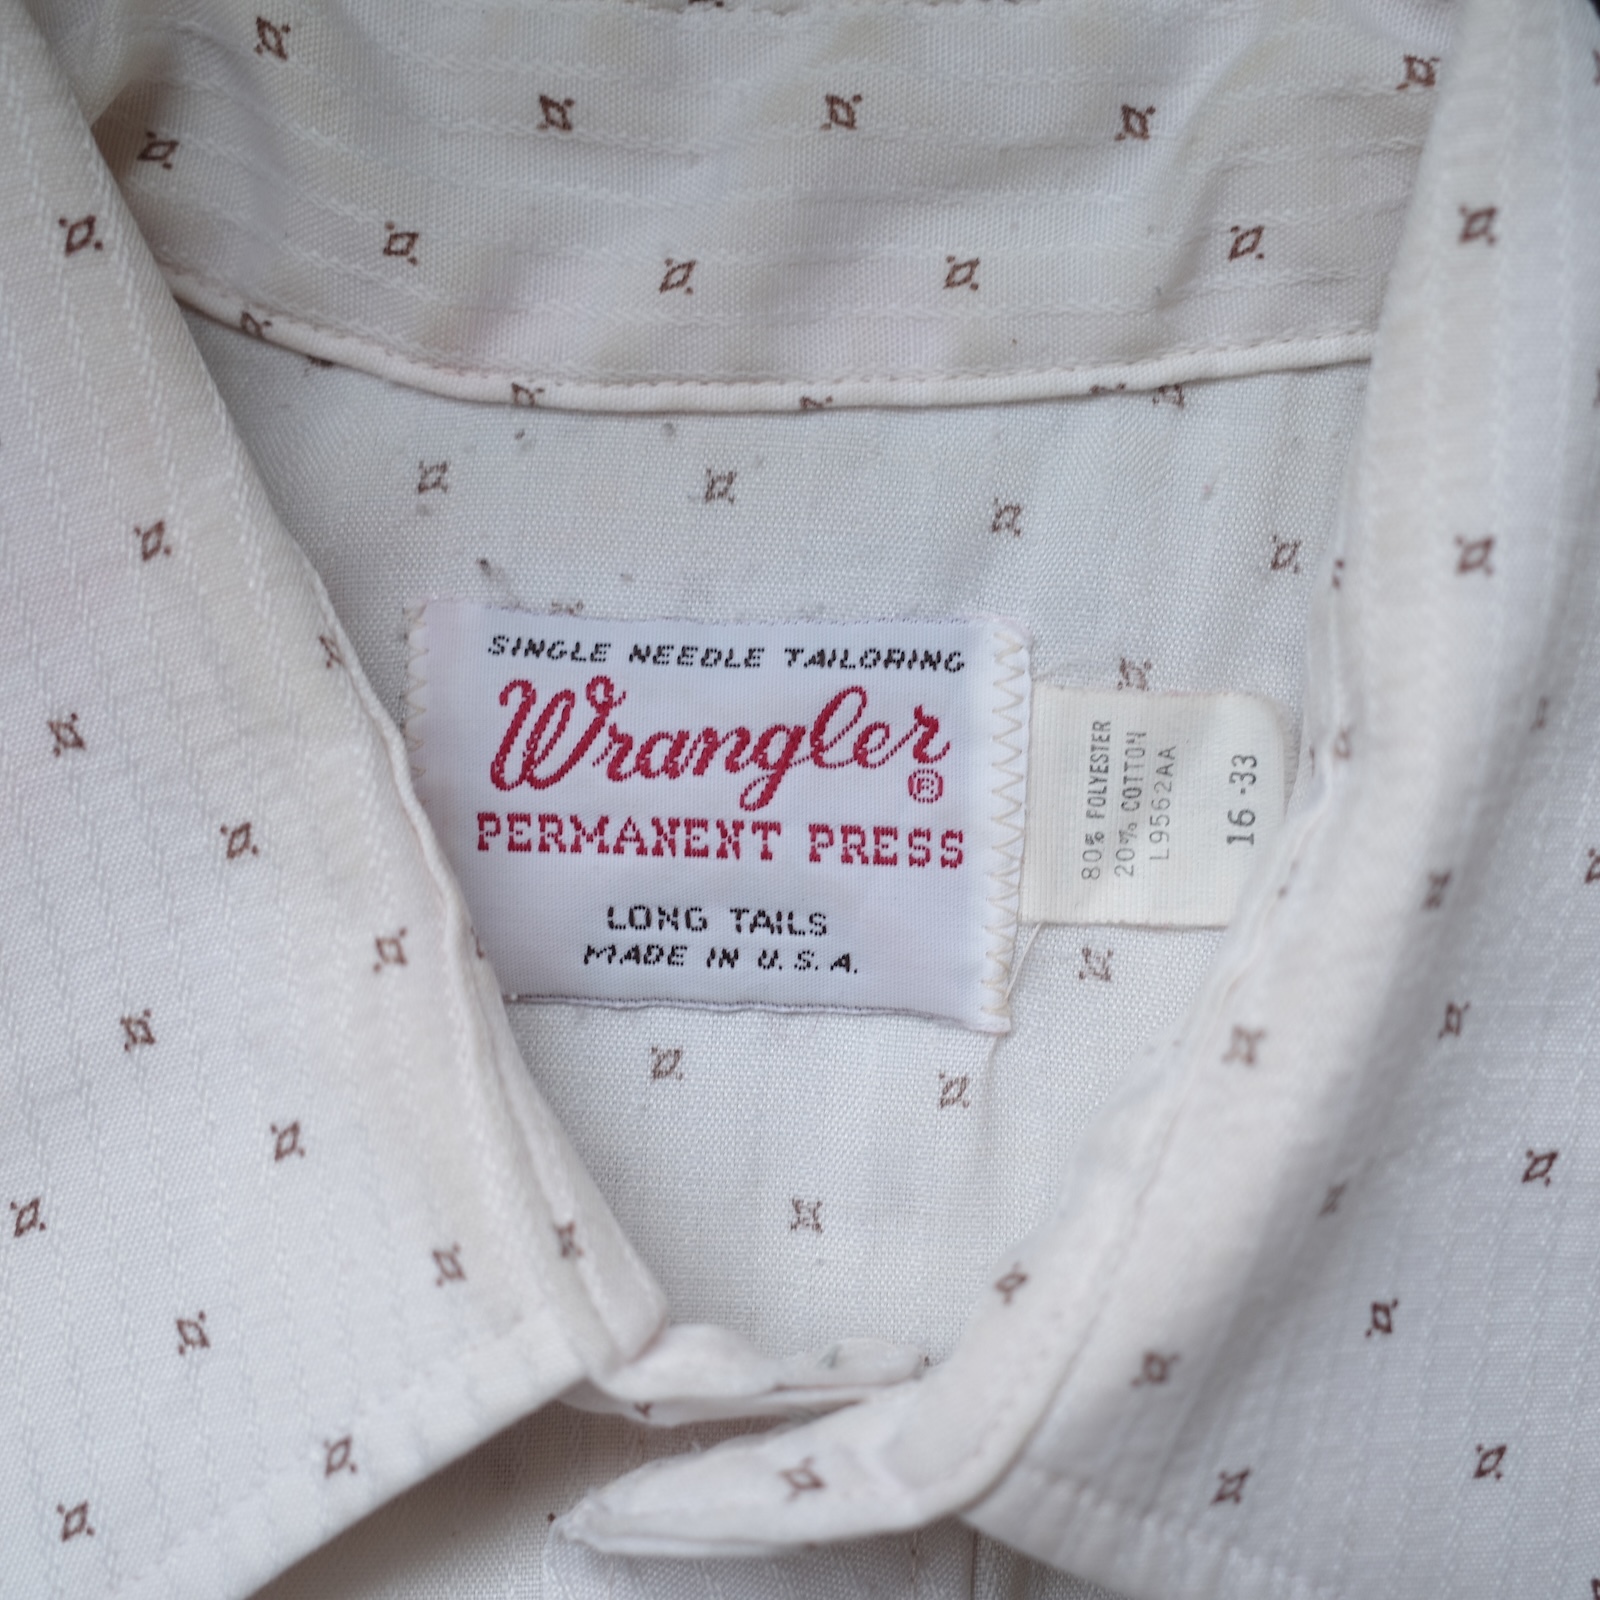 SINGLE NEEDLE TAILORING
Wrangler®
PERMANENT PRESS
LONG TAILS
MADE IN U.S.A.
80% POLYESTER
20% COTTON
L9562AA
16-33